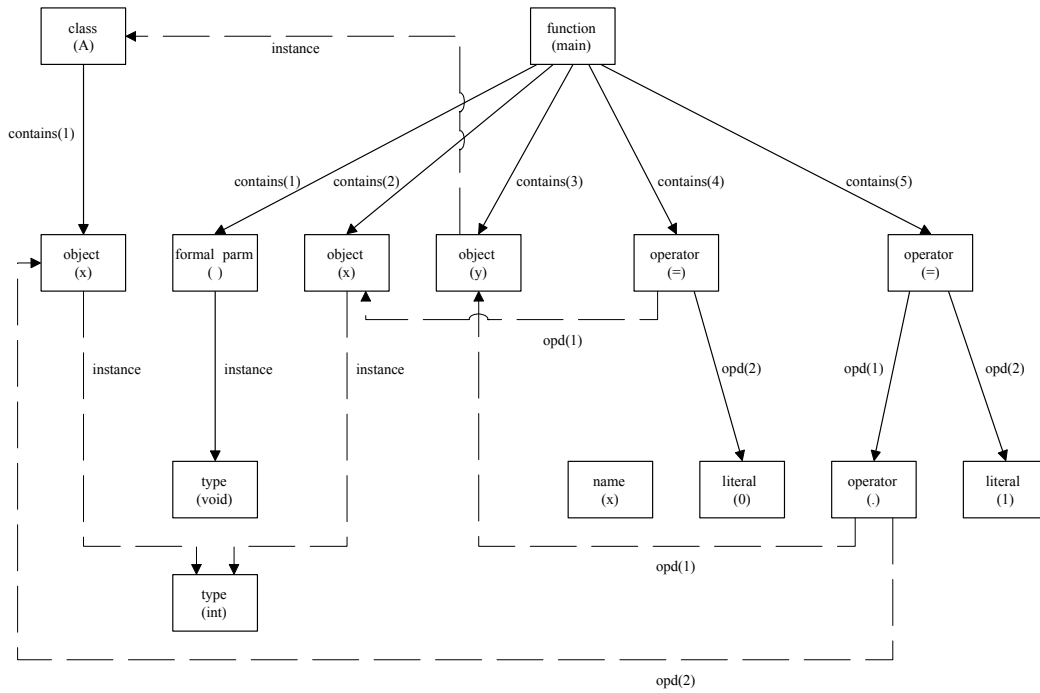 class
(A)
function
(main)
instance
contains(1)
contains(1)
contains(2)
contains(3)
contains(4)
contains(5)
object
(x)
formal parm
( )
object
(x)
object
(y)
operator
(=)
operator
(=)
opd(1)
instance
instance
instance
opd(2)
opd(1)
opd(2)
type
(void)
name
(x)
literal
(0)
operator
(.)
literal
(1)
opd(1)
type
(int)
opd(2)